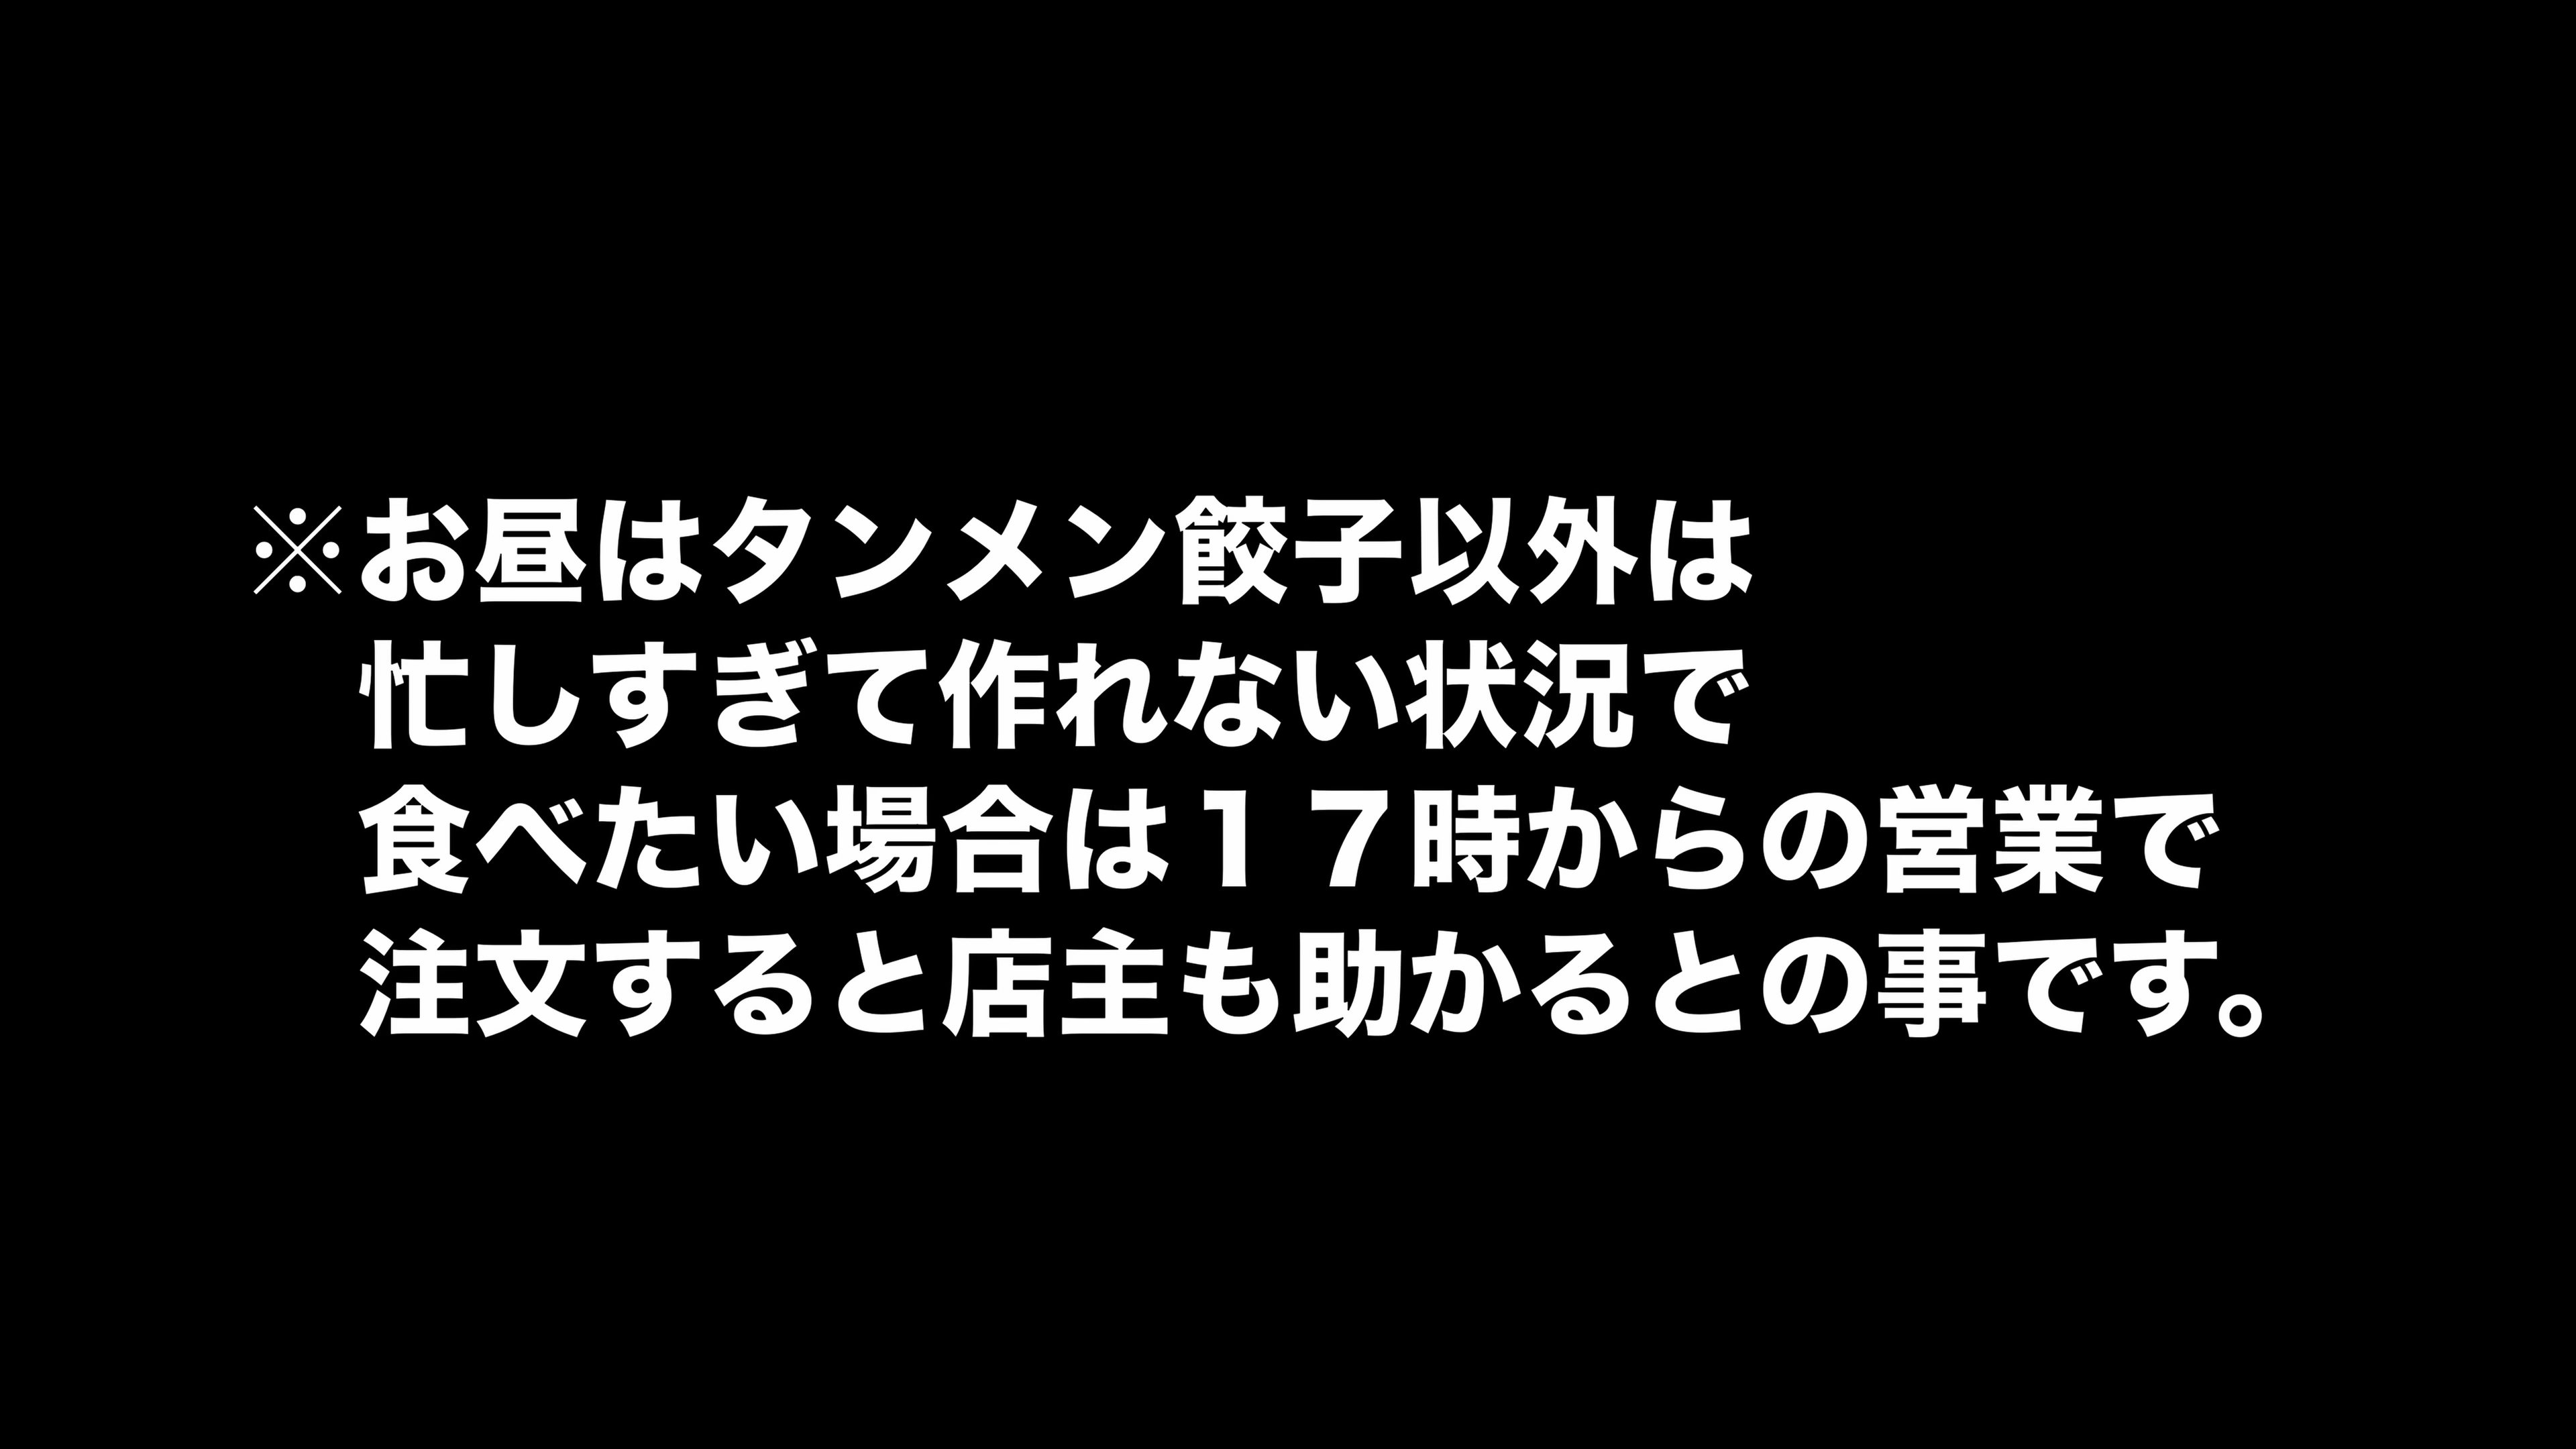 ※お昼はタンメン餃子以外は
忙しすぎて作れない状況で
食べたい場合は１７時からの営業で
注文すると店主も助かるとの事です。